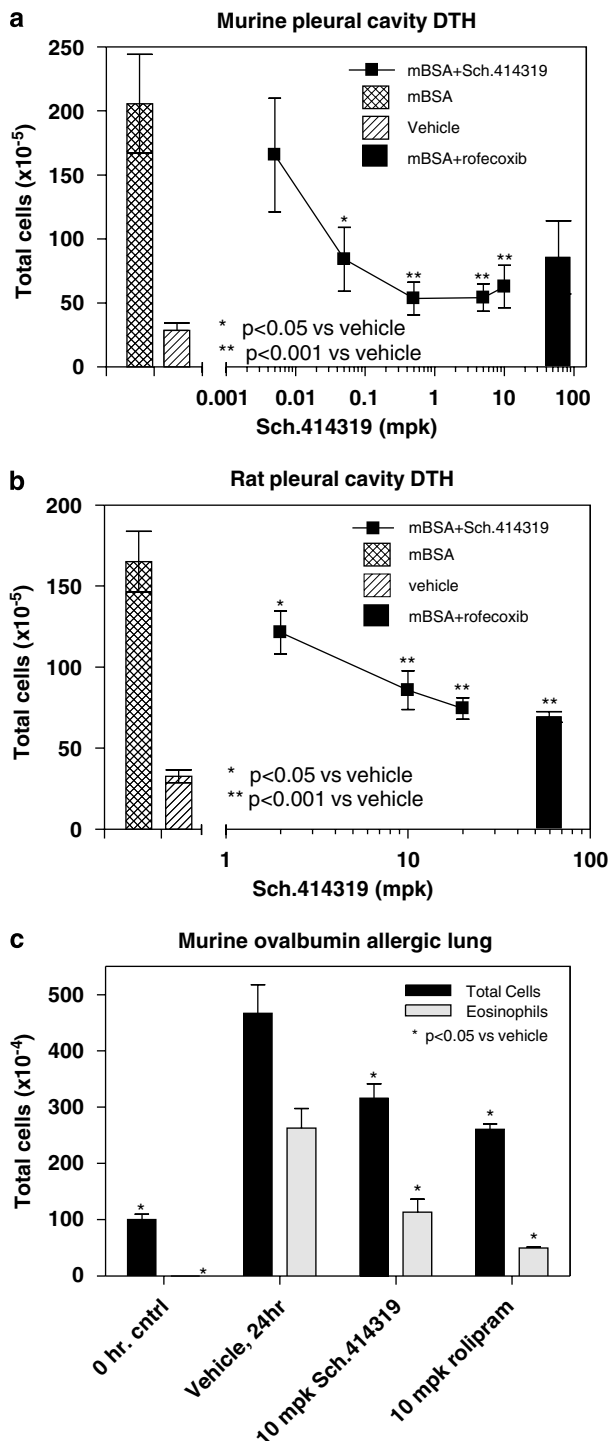 a
Murine pleural cavity DTH
Total cells (x10-5)
250
200
150
100
50
0
mBSA+Sch.414319
mBSA
Vehicle
mBSA+rofecoxib
*
**
**
**
* p<0.05 vs vehicle
** p<0.001 vs vehicle
0.001 0.01 0.1 1 10 100
Sch.414319 (mpk)
b
Rat pleural cavity DTH
Total cells (x10-5)
200
150
100
50
0
mBSA+Sch.414319
mBSA
vehicle
mBSA+rofecoxib
*
**
**
**
* p<0.05 vs vehicle
** p<0.001 vs vehicle
1 10 100
Sch.414319 (mpk)
c
Murine ovalbumin allergic lung
Total cells (x10-4)
500
400
300
200
100
0
Total Cells
Eosinophils
* p<0.05 vs vehicle
*
*
*
*
*
*
0 hr. cntrl
Vehicle, 24hr
10 mpk Sch.414319
10 mpk rolipram